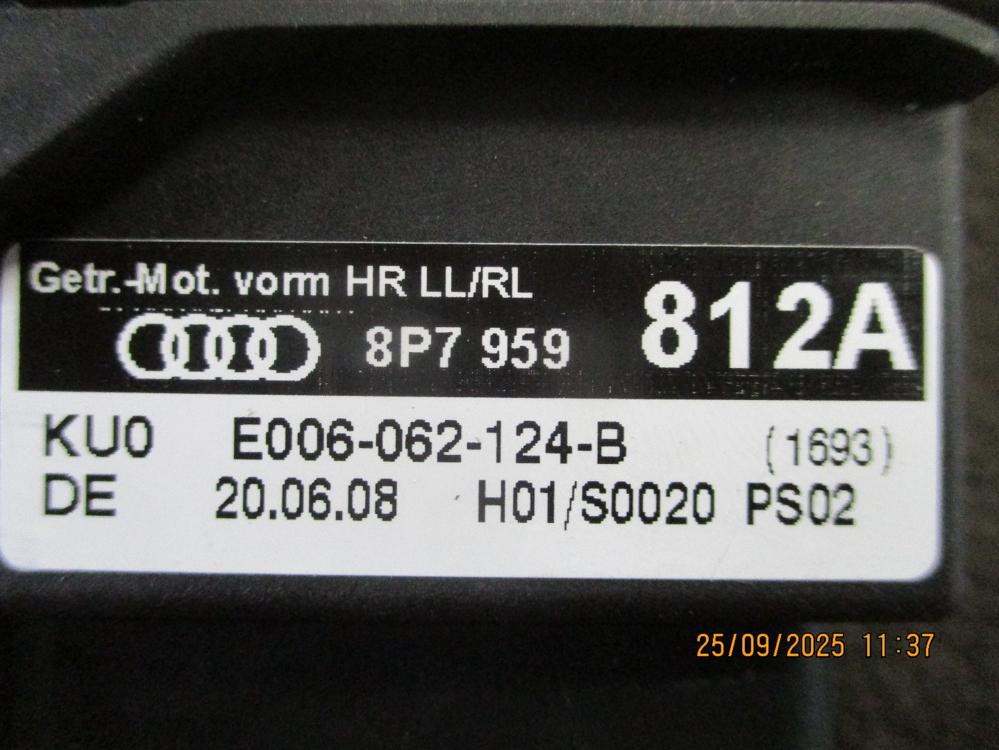 Getr.-Mot. vorm HR LL/RL
8P7 959 812A
KU0 E006-062-124-B (1693)
DE 20.06.08 H01/S0020 PS02
25/09/2025 11:37